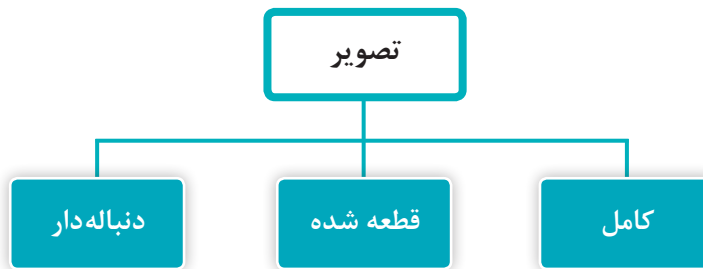 تصویر
کامل
قطعه شده
دنباله‌دار